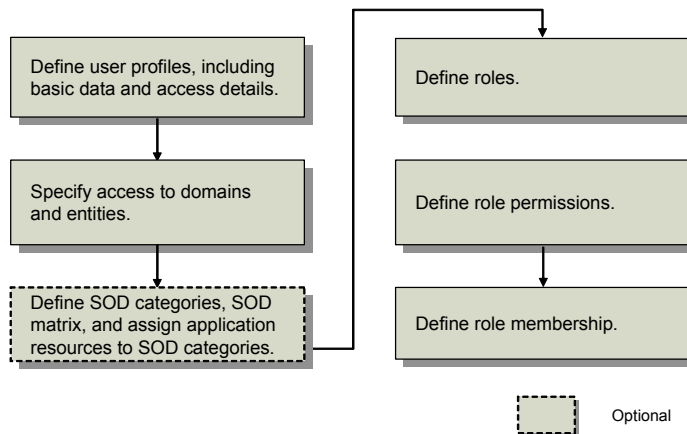 Define user profiles, including
basic data and access details.
Specify access to domains
and entities.
Define SOD categories, SOD
matrix, and assign application
resources to SOD categories.
Define roles.
Define role permissions.
Define role membership.
Optional